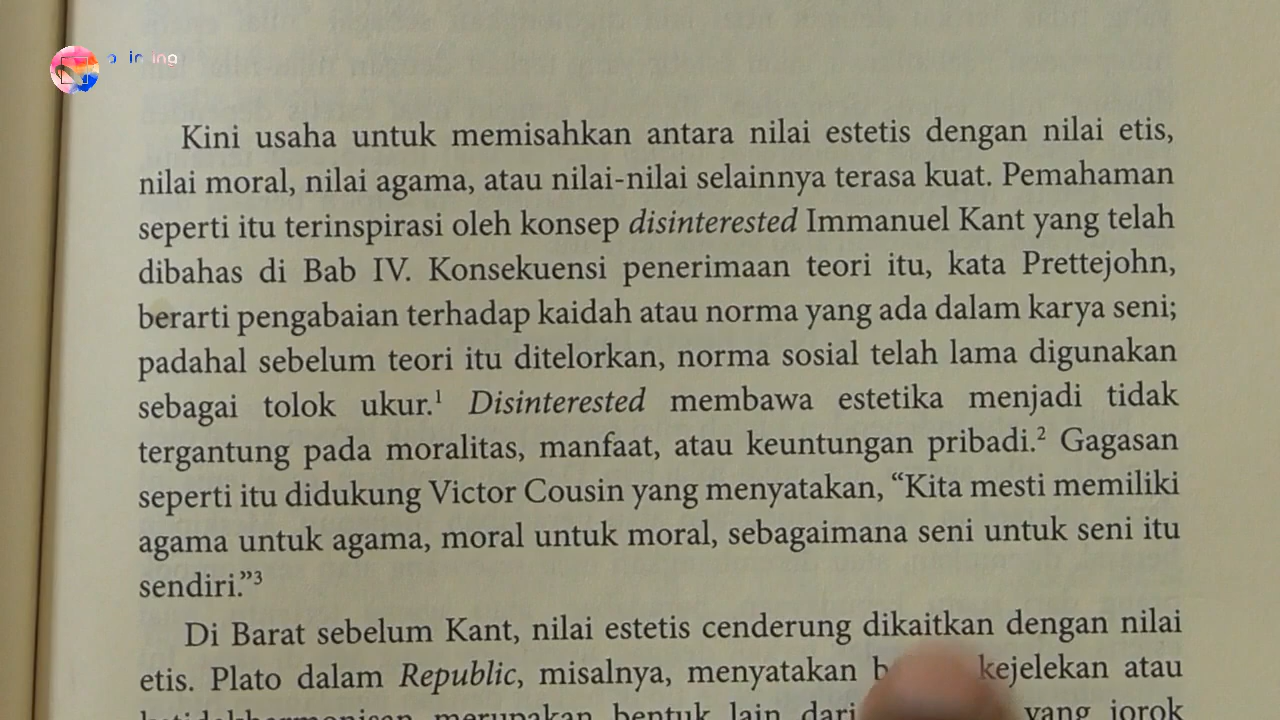 Kini usaha untuk memisahkan antara nilai estetis dengan nilai etis,
nilai moral, nilai agama, atau nilai-nilai selainnya terasa kuat. Pemahaman
seperti itu terinspirasi oleh konsep disinterested Immanuel Kant yang telah
dibahas di Bab IV. Konsekuensi penerimaan teori itu, kata Prettejohn,
berarti pengabaian terhadap kaidah atau norma yang ada dalam karya seni;
padahal sebelum teori itu ditelorkan, norma sosial telah lama digunakan
sebagai tolok ukur.¹ Disinterested membawa estetika menjadi tidak
tergantung pada moralitas, manfaat, atau keuntungan pribadi.² Gagasan
seperti itu didukung Victor Cousin yang menyatakan, “Kita mesti memiliki
agama untuk agama, moral untuk moral, sebagaimana seni untuk seni itu
sendiri.”³
Di Barat sebelum Kant, nilai estetis cenderung dikaitkan dengan nilai
etis. Plato dalam Republic, misalnya, menyatakan kejelekan atau
merupakan bentuk lain dari yang jorok